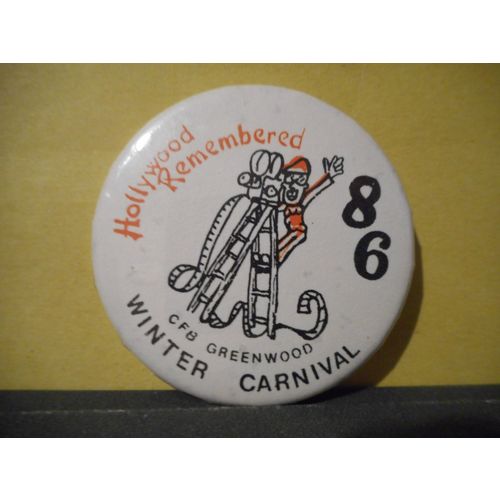 Hollywood
Remembered
86
CFB GREENWOOD
WINTER CARNIVAL